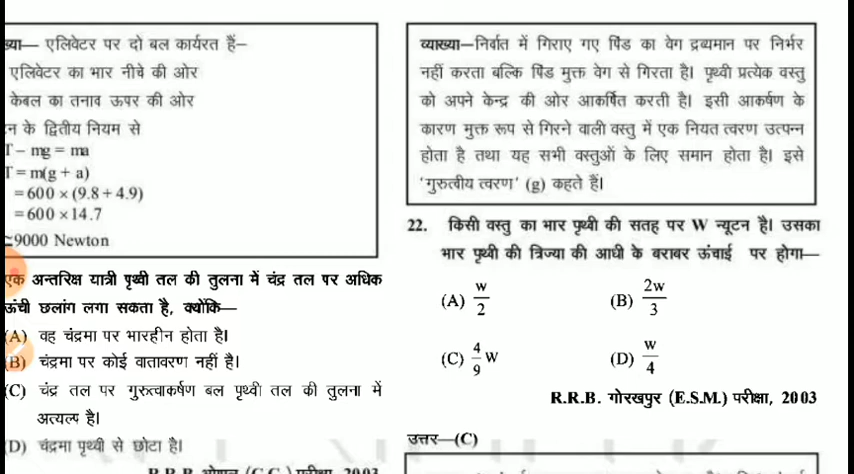 ख्या— एलिवेटर पर दो बल कार्यरत हैं–
एलिवेटर का भार नीचे की ओर
केबल का तनाव ऊपर की ओर
के द्वितीय नियम से
T − mg = ma
T = m(g + a)
= 600 × (9.8 + 4.9)
= 600 × 14.7
≃9000 Newton
एक अन्तरिक्ष यात्री पृथ्वी तल की तुलना में चंद्र तल पर अधिक
ऊंची छलांग लगा सकता है, क्योंकि—
(A) वह चंद्रमा पर भारहीन होता है।
(B) चंद्रमा पर कोई वातावरण नहीं है।
(C) चंद्र तल पर गुरुत्वाकर्षण बल पृथ्वी तल की तुलना में
अत्यल्प है।
(D) चंद्रमा पृथ्वी से छोटा है।
व्याख्या–निर्वात में गिराए गए पिंड का वेग द्रव्यमान पर निर्भर
नहीं करता बल्कि पिंड मुक्त वेग से गिरता है। पृथ्वी प्रत्येक वस्तु
को अपने केन्द्र की ओर आकर्षित करती है। इसी आकर्षण के
कारण मुक्त रूप से गिरने वाली वस्तु में एक नियत त्वरण उत्पन्न
होता है तथा यह सभी वस्तुओं के लिए समान होता है। इसे
‘गुरुत्वीय त्वरण’ (g) कहते हैं।
22. किसी वस्तु का भार पृथ्वी की सतह पर W न्यूटन है। उसका
भार पृथ्वी की त्रिज्या की आधी के बराबर ऊंचाई पर होगा—
(A) w/2 (B) 2w/3
(C) 4/9 w (D) w/4
R.R.B. गोरखपुर (E.S.M.) परीक्षा, 2003
उत्तर—(C)